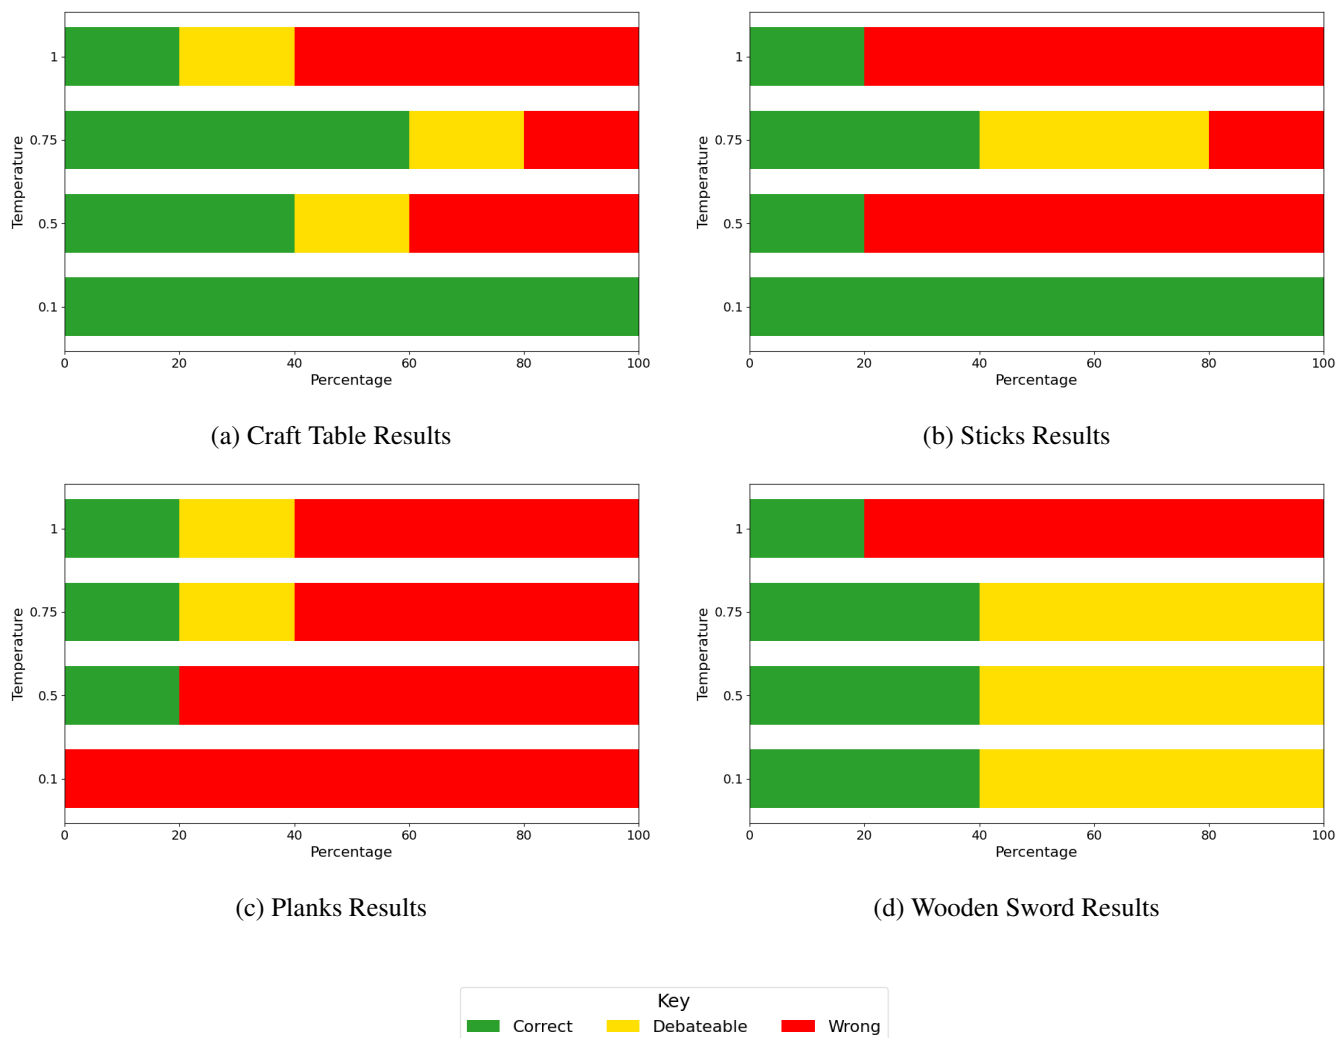 Temperature
1
0.75
0.5
0.1
0 20 40 60 80 100
Percentage
(a) Craft Table Results
Temperature
1
0.75
0.5
0.1
0 20 40 60 80 100
Percentage
(b) Sticks Results
Temperature
1
0.75
0.5
0.1
0 20 40 60 80 100
Percentage
(c) Planks Results
Temperature
1
0.75
0.5
0.1
0 20 40 60 80 100
Percentage
(d) Wooden Sword Results
Key
Correct Debateable Wrong